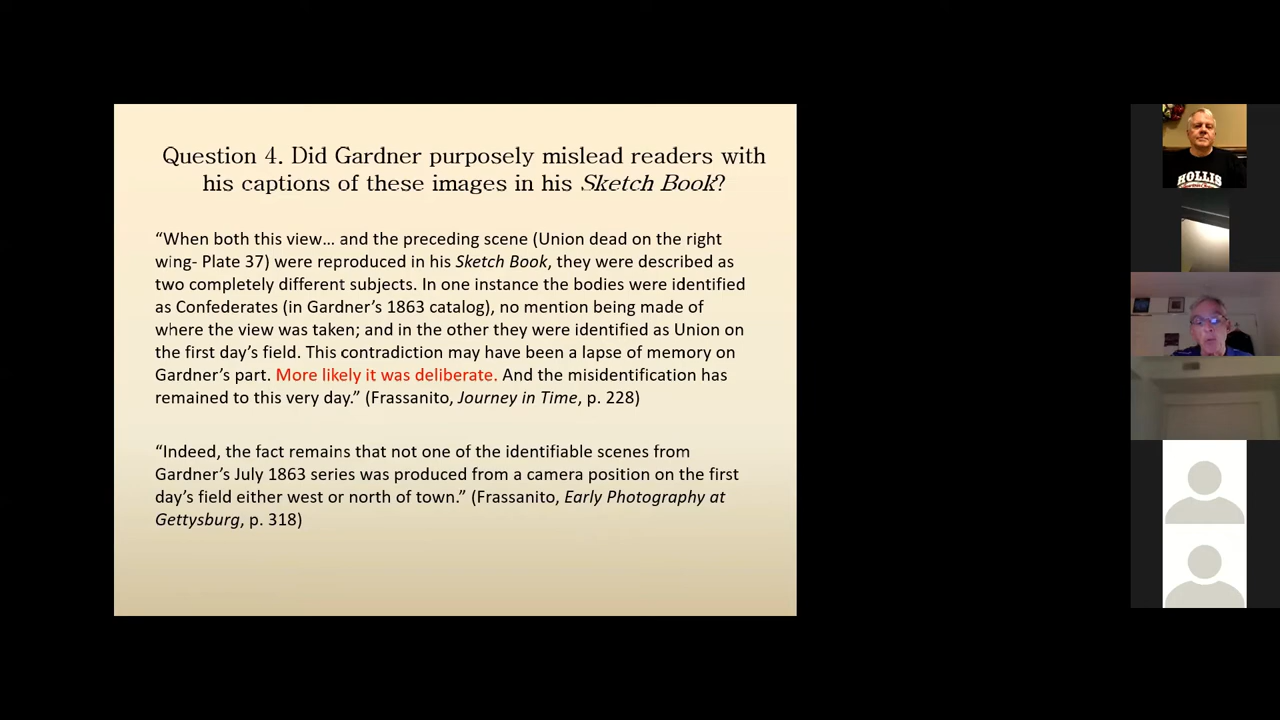 Question 4. Did Gardner purposely mislead readers with
his captions of these images in his Sketch Book?
“When both this view… and the preceding scene (Union dead on the right
wing- Plate 37) were reproduced in his Sketch Book, they were described as
two completely different subjects. In one instance the bodies were identified
as Confederates (in Gardner’s 1863 catalog), no mention being made of
where the view was taken; and in the other they were identified as Union on
the first day’s field. This contradiction may have been a lapse of memory on
Gardner’s part. More likely it was deliberate. And the misidentification has
remained to this very day.” (Frassanito, Journey in Time, p. 228)
“Indeed, the fact remains that not one of the identifiable scenes from
Gardner’s July 1863 series was produced from a camera position on the first
day’s field either west or north of town.” (Frassanito, Early Photography at
Gettysburg, p. 318)
HOLLIS